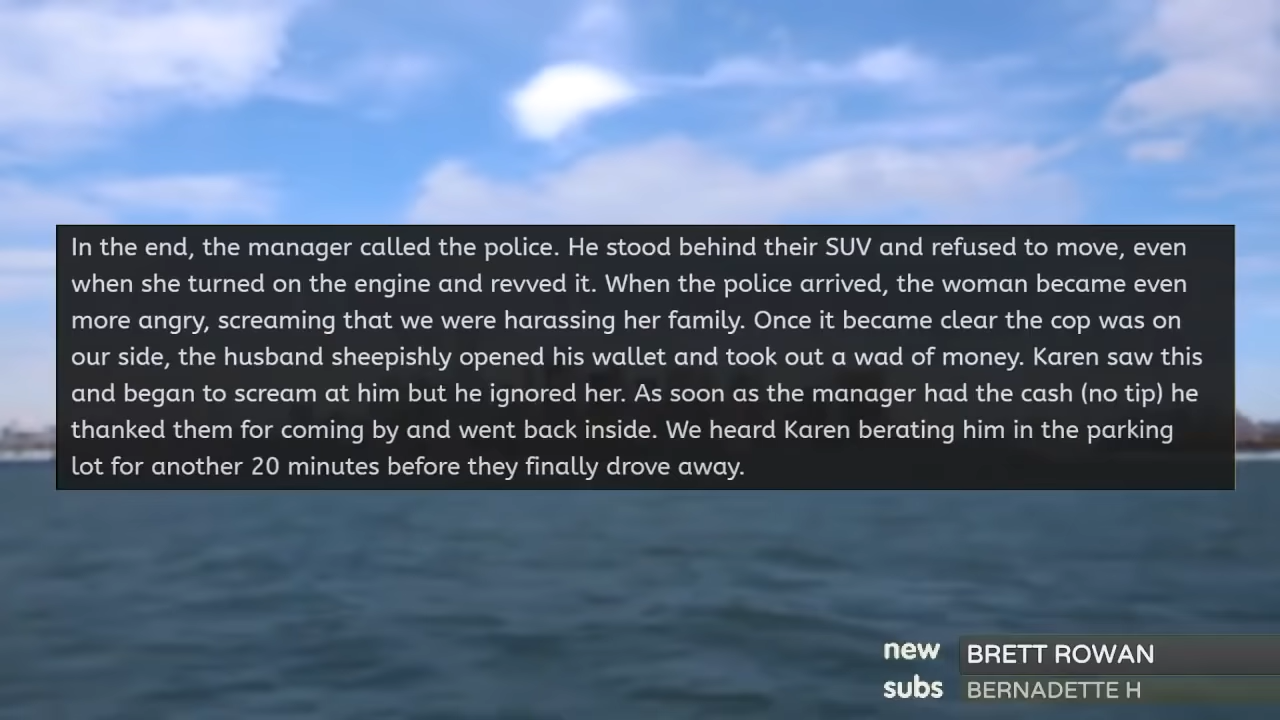 In the end, the manager called the police. He stood behind their SUV and refused to move, even
when she turned on the engine and revved it. When the police arrived, the woman became even
more angry, screaming that we were harassing her family. Once it became clear the cop was on
our side, the husband sheepishly opened his wallet and took out a wad of money. Karen saw this
and began to scream at him but he ignored her. As soon as the manager had the cash (no tip) he
thanked them for coming by and went back inside. We heard Karen berating him in the parking
lot for another 20 minutes before they finally drove away.
new BRETT ROWAN
subs BERNADETTE H